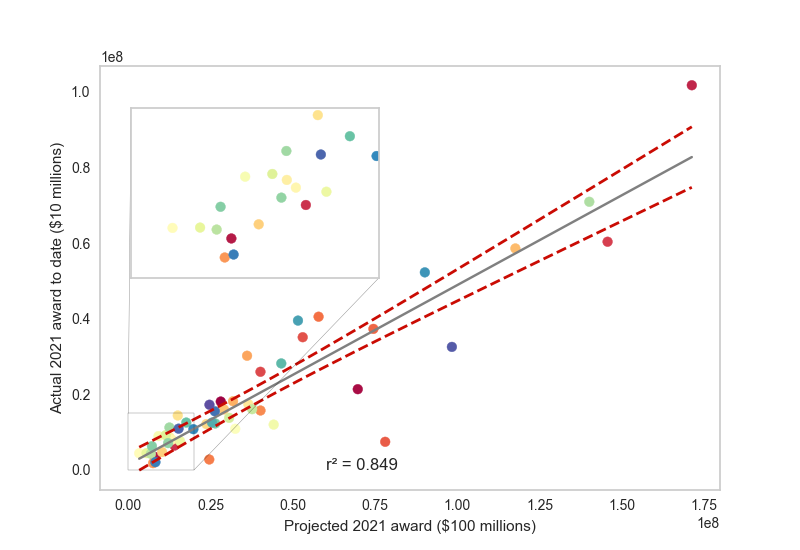 1e8
1.0
0.8
0.6
0.4
0.2
0.0
Actual 2021 award to date ($10 millions)
r² = 0.849
0.00 0.25 0.50 0.75 1.00 1.25 1.50 1.75
1e8
Projected 2021 award ($100 millions)